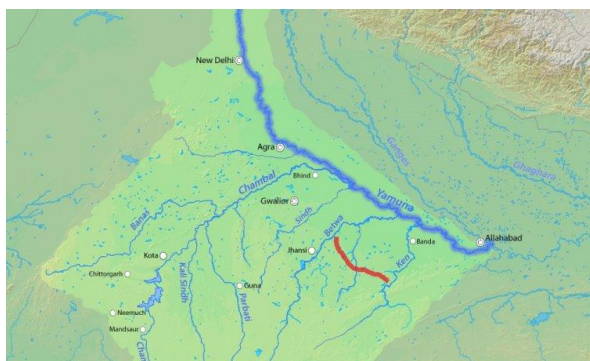 New Delhi
Ganges
Ghaghara
Agra
Chambal
Bhind
Yamuna
Gwalior
Sindh
Banas
Betwa
Banda
Allahabad
Kota
Jhansi
Ken
Chittorgarh
Kali Sindh
Parbati
Guna
Neemuch
Mandsaur
Cham